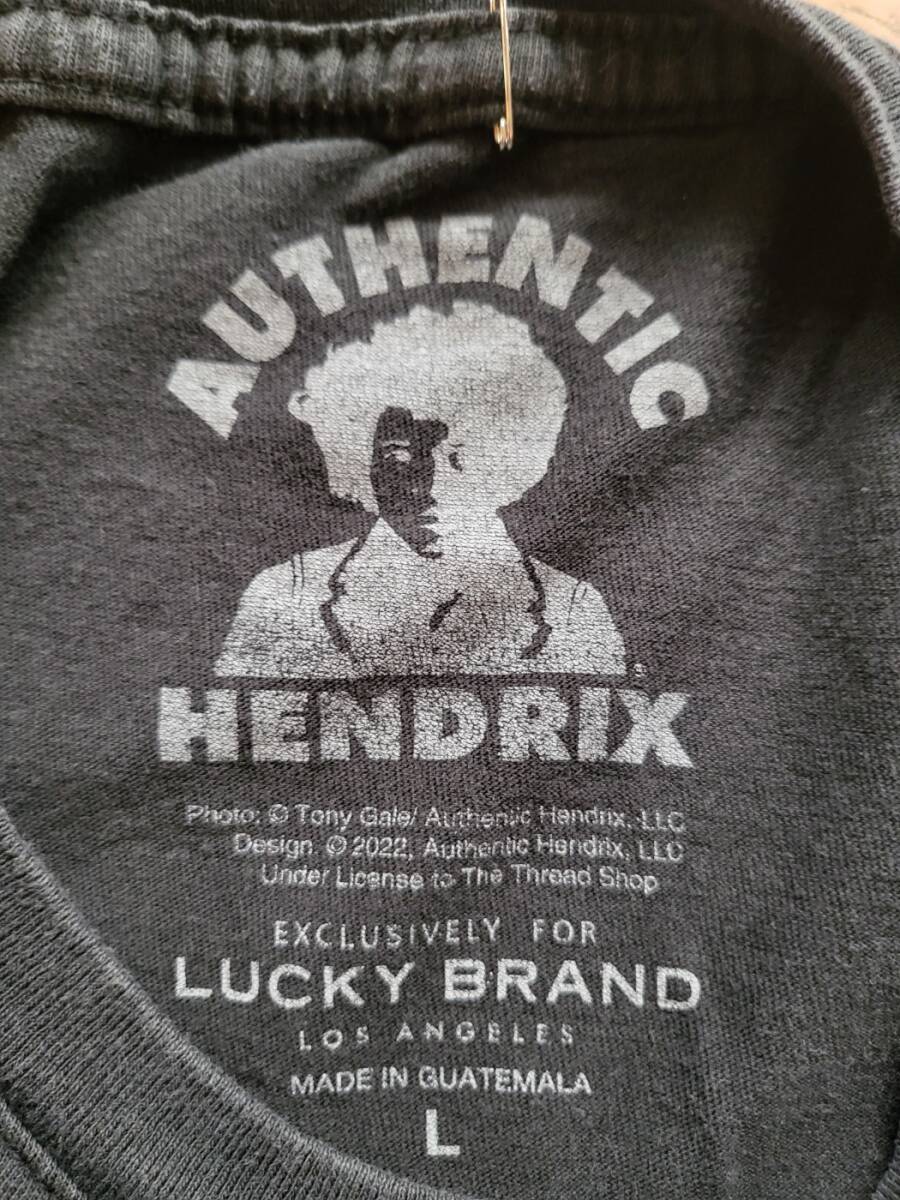 AUTHENTIC
HENDRIX
Photo: © Tony Gale/ Authentic Hendrix, LLC
Design © 2022, Authentic Hendrix, LLC
Under License to The Thread Shop
EXCLUSIVELY FOR
LUCKY BRAND
LOS ANGELES
MADE IN GUATEMALA
L